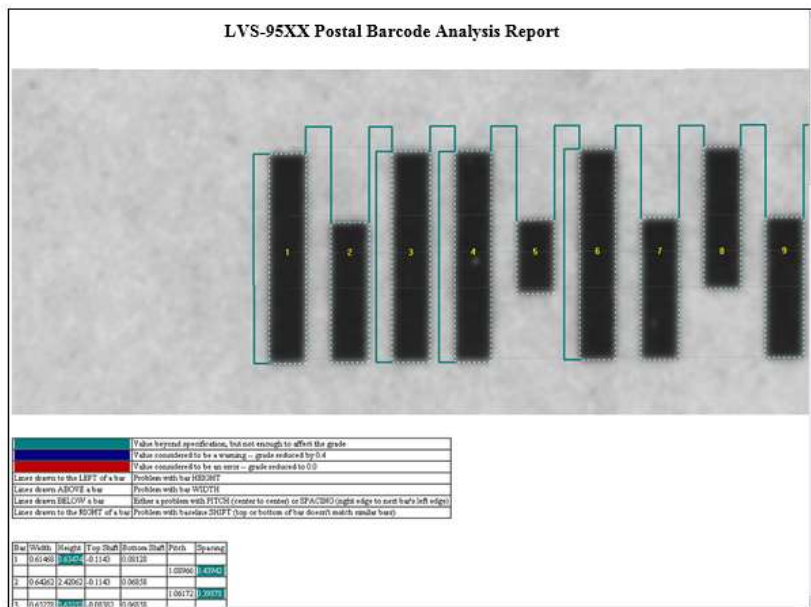 LVS-95XX Postal Barcode Analysis Report
1 2 3 4 5 6 7 8 9
Value beyond specification, but not enough to affect the grade
Value considered to be a warning -- grade reduced by 0.4
Value considered to be an error -- grade reduced to 0.0
Lines drawn to the LEFT of a bar Problem with bar HEIGHT
Lines drawn ABOVE a bar Problem with bar WIDTH
Lines drawn BELOW a bar Either a problem with PITCH (center to center) or SPACING (right edge to next bar's left edge)
Lines drawn to the RIGHT of a bar Problem with baseline SHIFT (top or bottom of bar doesn't match similar bars)
Bar Width Height Top Shift Bottom Shift Pitch Spacing
1 0.61468 -0.1143 0.08128
1.08966
2 0.64262 2.42062 -0.1143 0.06858
1.06172
3 -0.08382 0.06858